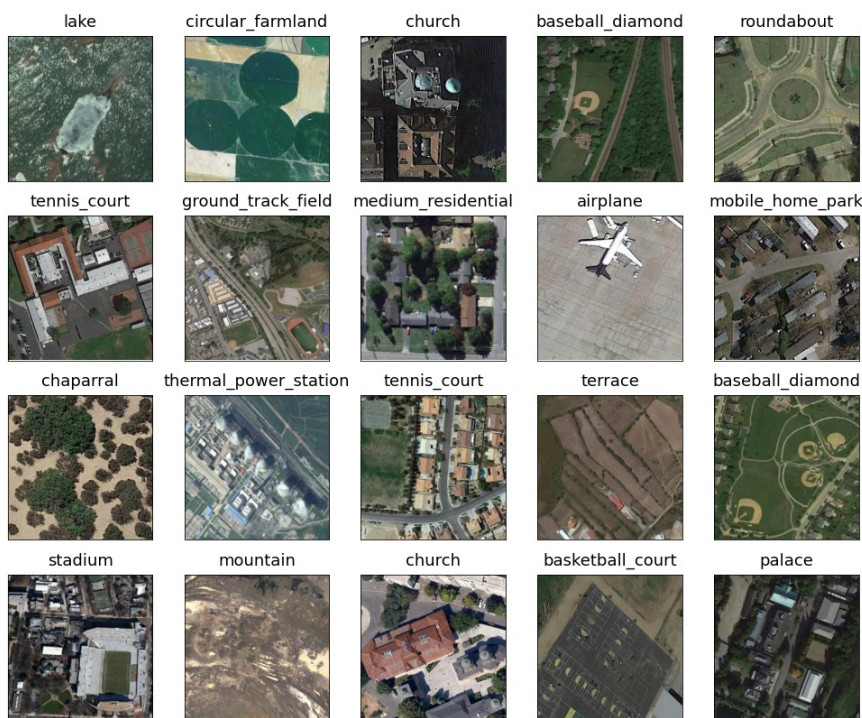 lake circular_farmland church baseball_diamond roundabout
tennis_court ground_track_field medium_residential airplane mobile_home_park
chaparral thermal_power_station tennis_court terrace baseball_diamond
stadium mountain church basketball_court palace